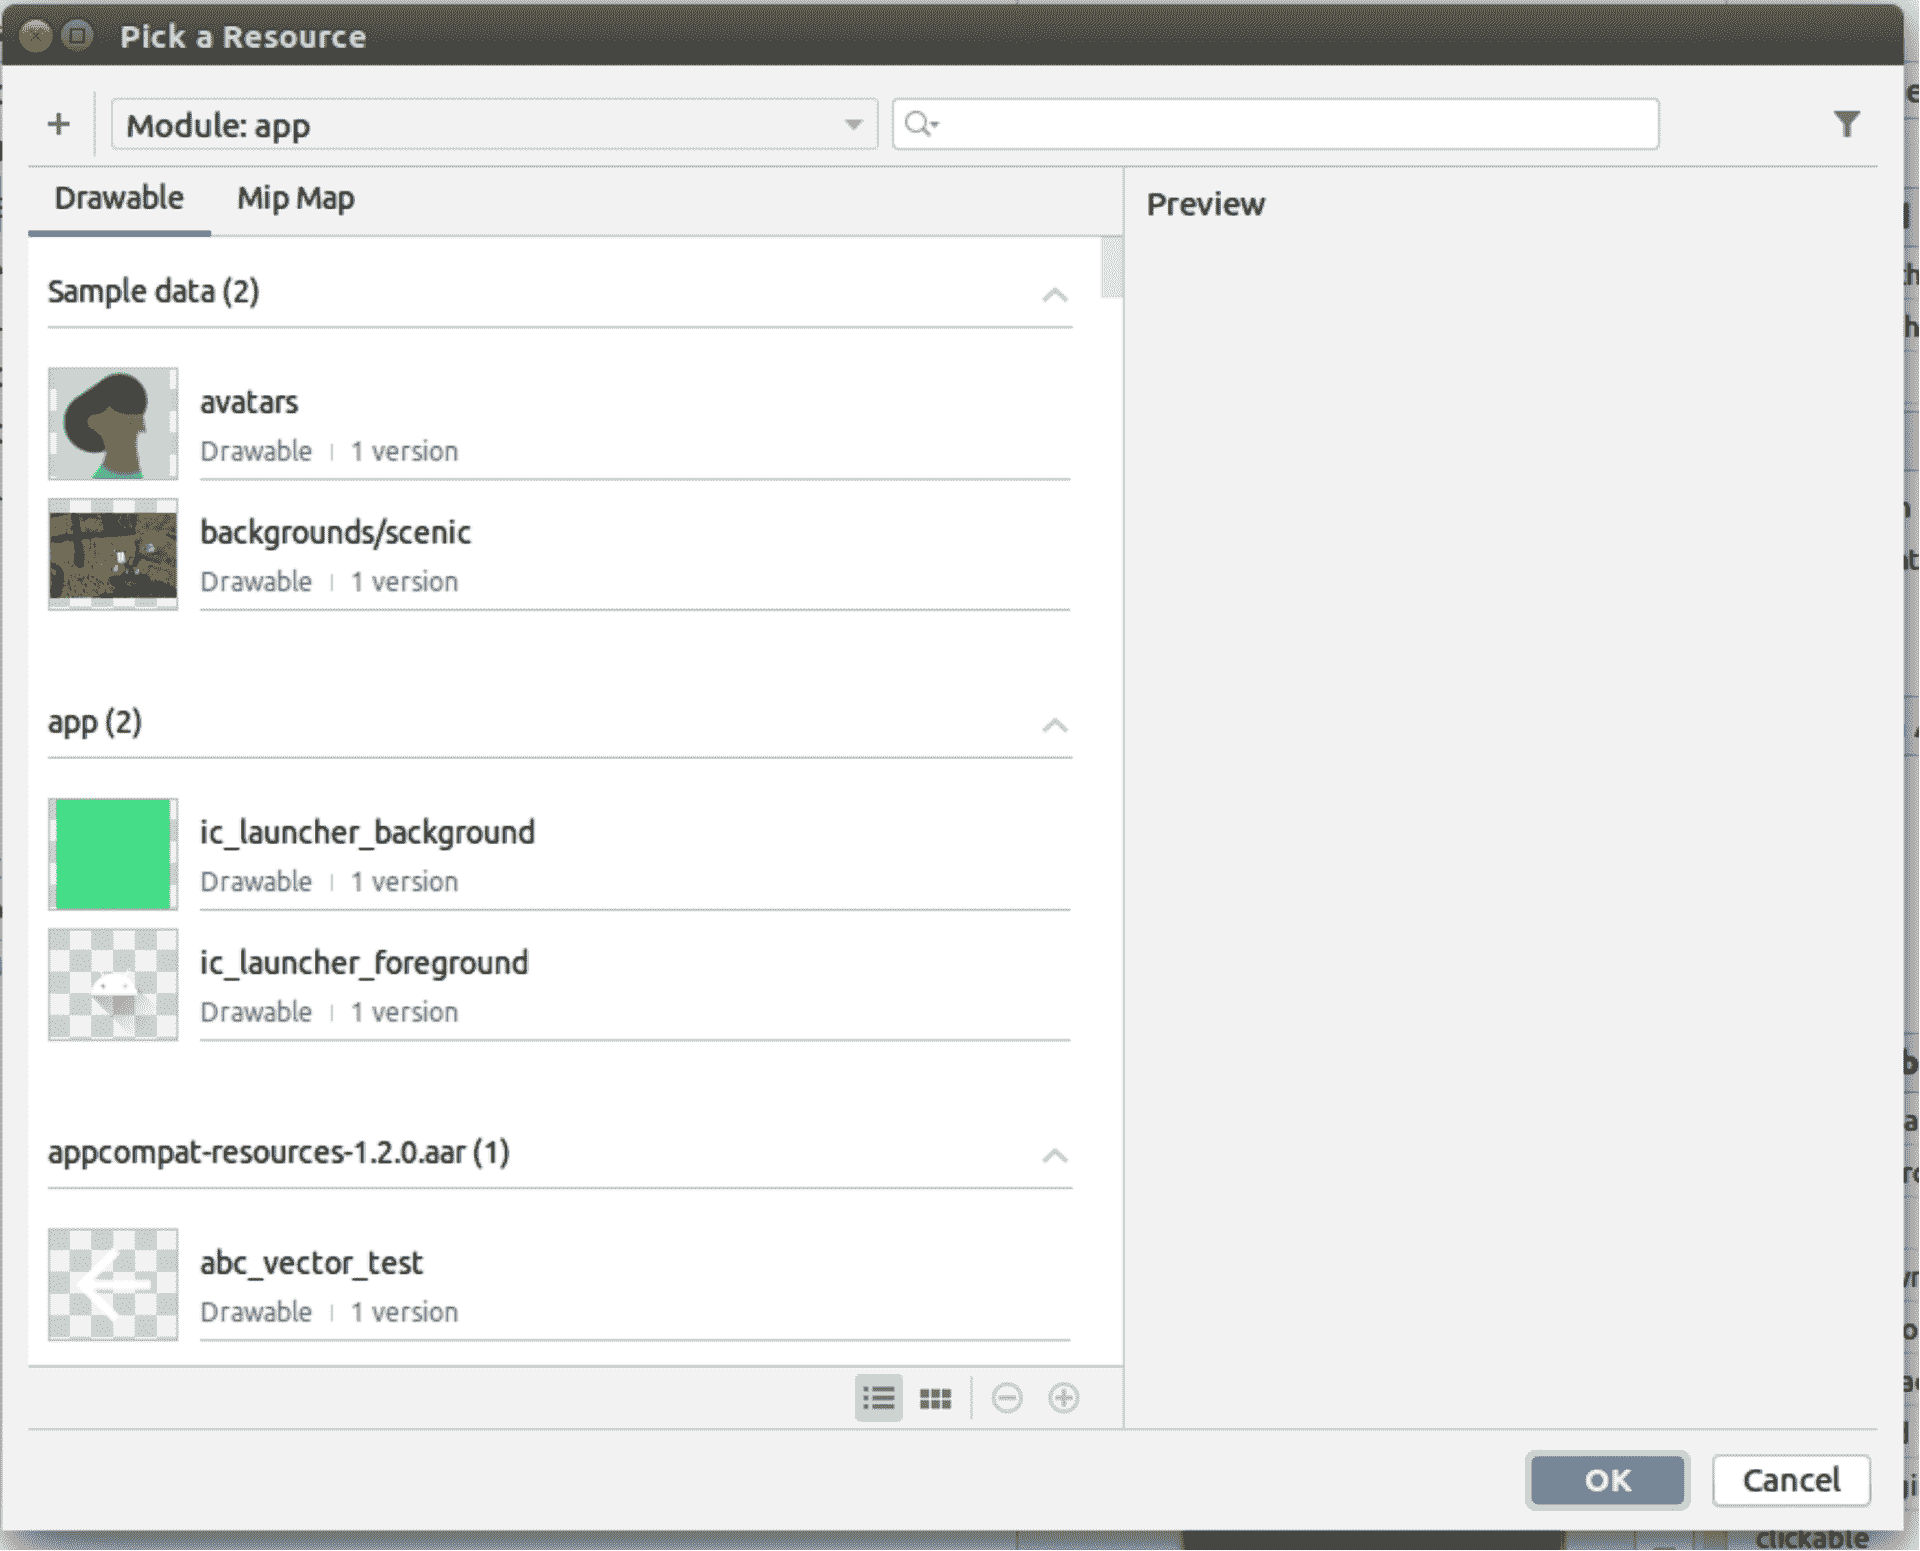 Pick a Resource
Module: app
Drawable
Mip Map
Preview
Sample data (2)
avatars
Drawable | 1 version
backgrounds/scenic
Drawable | 1 version
app (2)
ic_launcher_background
Drawable | 1 version
ic_launcher_foreground
Drawable | 1 version
appcompat-resources-1.2.0.aar (1)
abc_vector_test
Drawable | 1 version
OK
Cancel
clickable